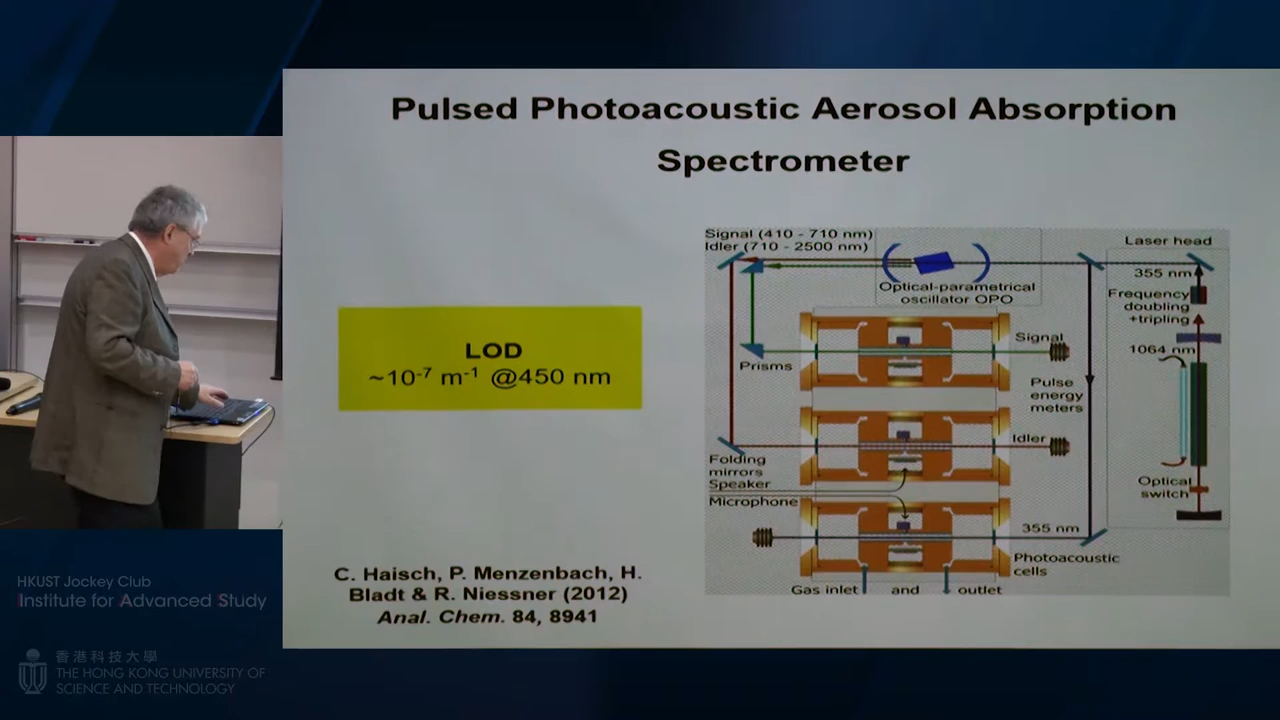 Pulsed Photoacoustic Aerosol Absorption
Spectrometer
Signal (410 - 710 nm)
Idler (710 - 2500 nm)
Laser head
355 nm
Optical-parametrical
oscillator OPO
Frequency
doubling
+tripling
Signal
1064 nm
Prisms
Pulse
energy
meters
LOD
~10⁻⁷ m⁻¹ @450 nm
Idler
Folding
mirrors
Speaker
Microphone
Optical
switch
355 nm
Photoacoustic
cells
Gas inlet and outlet
C. Haisch, P. Menzenbach, H.
Bladt & R. Niessner (2012)
Anal. Chem. 84, 8941
HKUST Jockey Club
Institute for Advanced Study
香港科技大學
THE HONG KONG UNIVERSITY OF
SCIENCE AND TECHNOLOGY